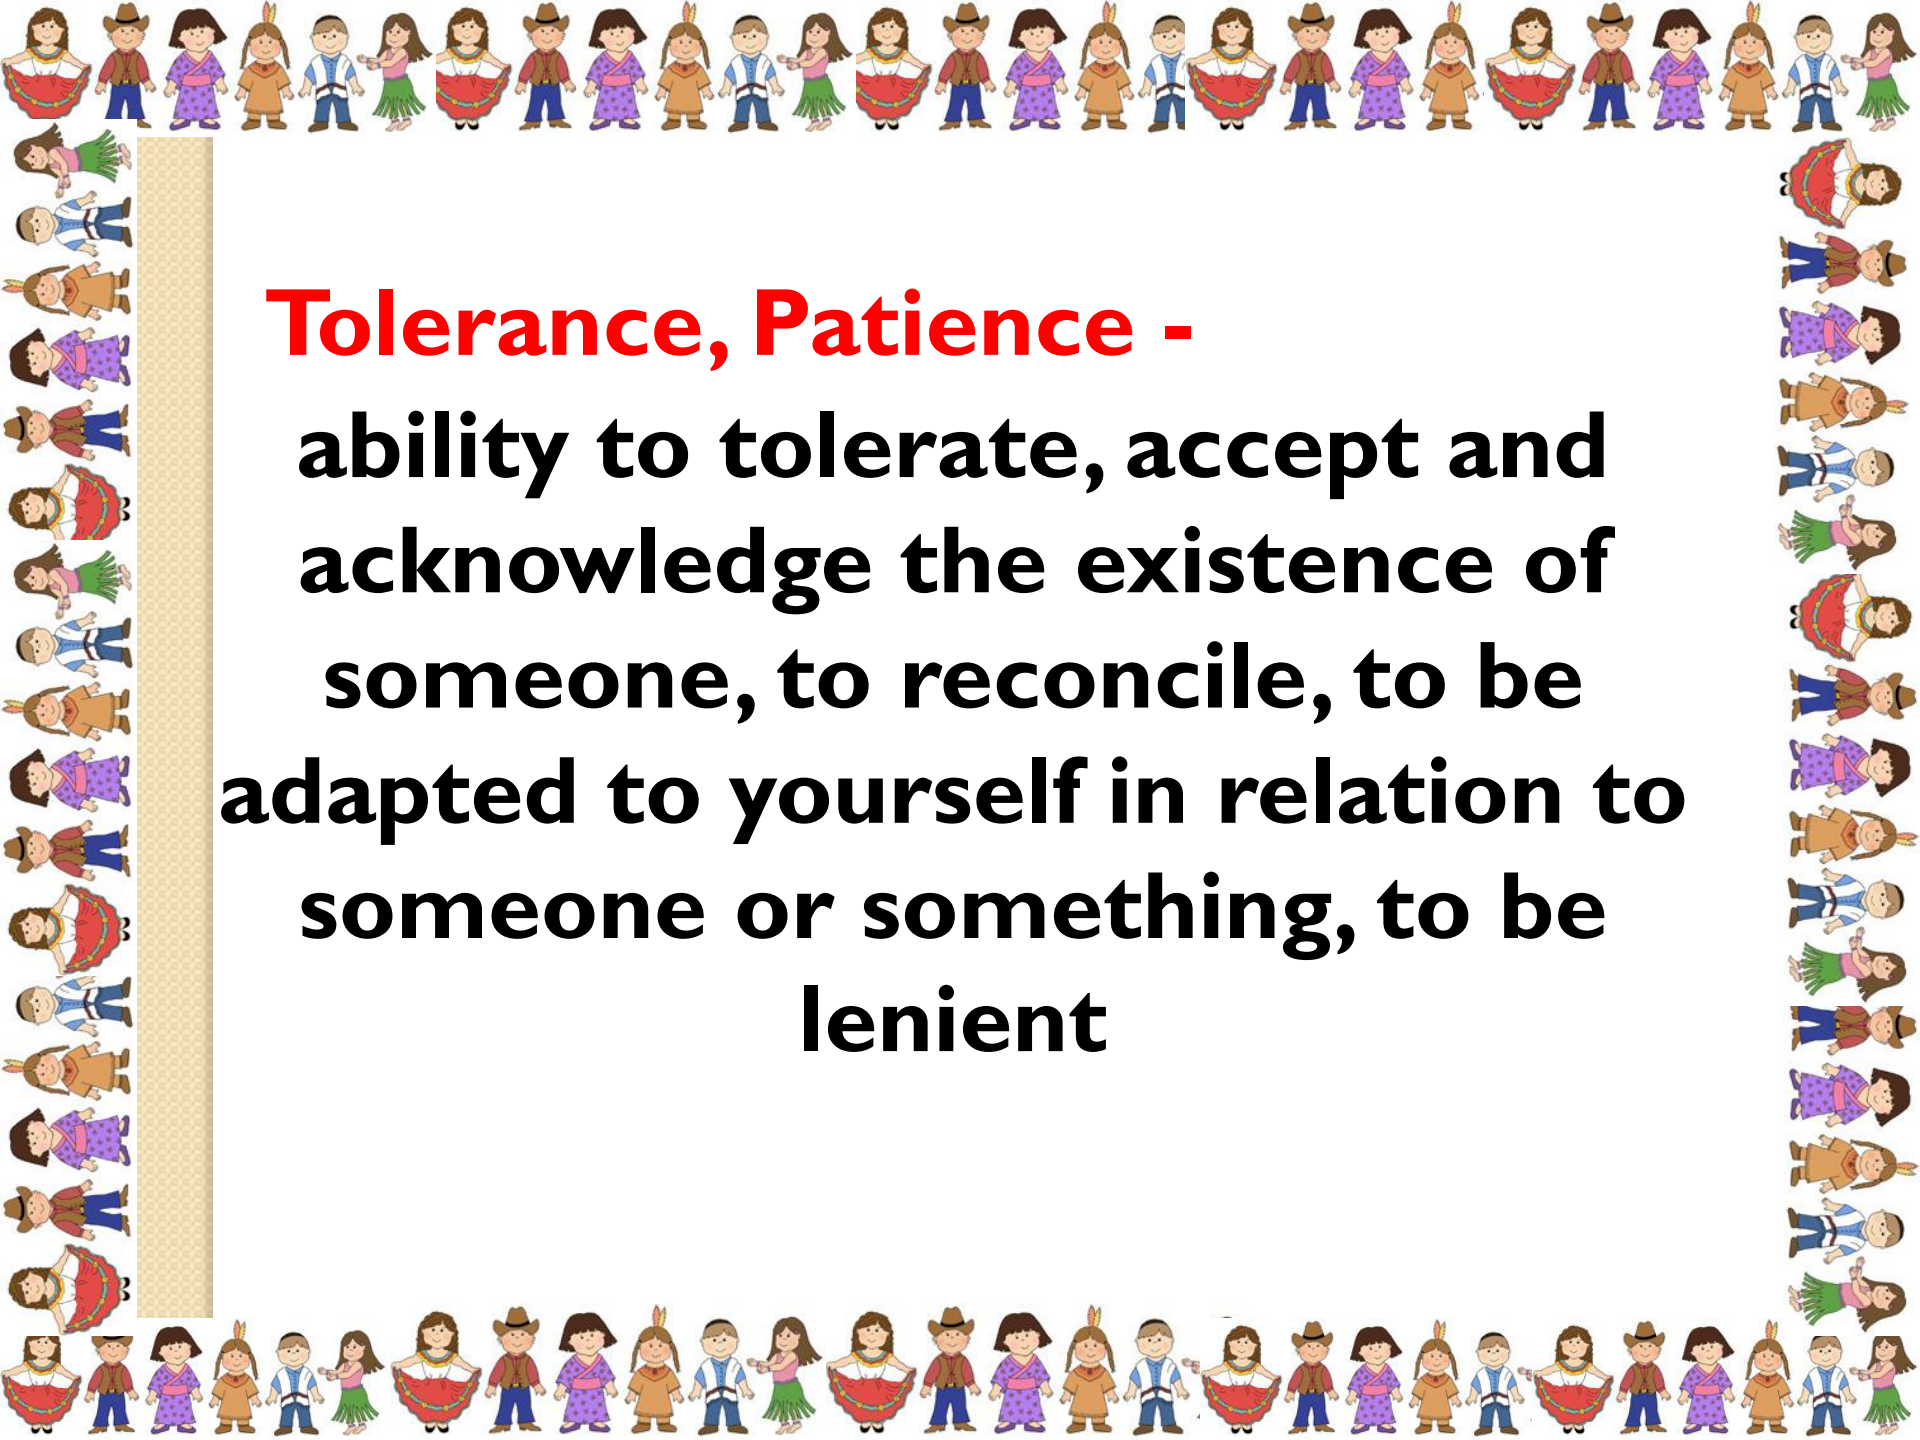 Tolerance, Patience -
ability to tolerate, accept and
acknowledge the existence of
someone, to reconcile, to be
adapted to yourself in relation to
someone or something, to be
lenient